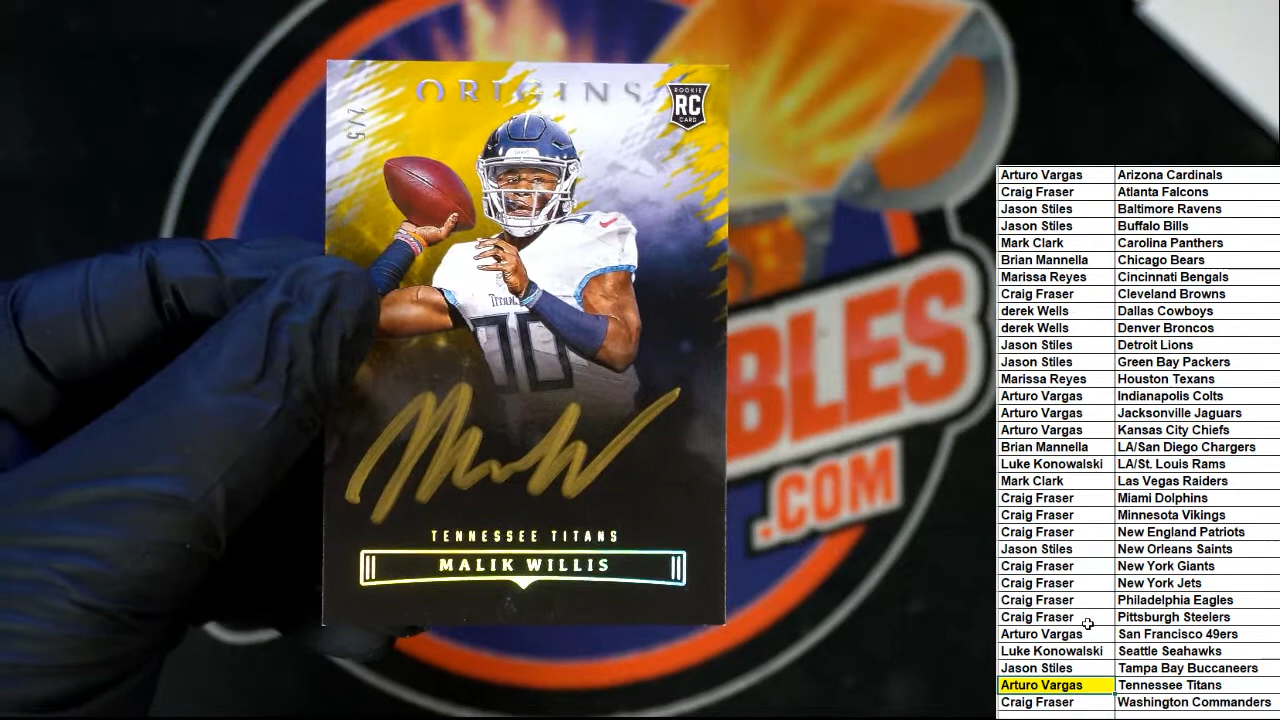 ORIGINS
ROOKIE
RC
CARD
2/5
TITANS
TENNESSEE TITANS
MALIK WILLIS
BLES
.COM
Arturo Vargas Arizona Cardinals
Craig Fraser Atlanta Falcons
Jason Stiles Baltimore Ravens
Jason Stiles Buffalo Bills
Mark Clark Carolina Panthers
Brian Mannella Chicago Bears
Marissa Reyes Cincinnati Bengals
Craig Fraser Cleveland Browns
derek Wells Dallas Cowboys
derek Wells Denver Broncos
Jason Stiles Detroit Lions
Jason Stiles Green Bay Packers
Marissa Reyes Houston Texans
Arturo Vargas Indianapolis Colts
Arturo Vargas Jacksonville Jaguars
Arturo Vargas Kansas City Chiefs
Brian Mannella LA/San Diego Chargers
Luke Konowalski LA/St. Louis Rams
Mark Clark Las Vegas Raiders
Craig Fraser Miami Dolphins
Craig Fraser Minnesota Vikings
Craig Fraser New England Patriots
Jason Stiles New Orleans Saints
Craig Fraser New York Giants
Craig Fraser New York Jets
Craig Fraser Philadelphia Eagles
Craig Fraser Pittsburgh Steelers
Arturo Vargas San Francisco 49ers
Luke Konowalski Seattle Seahawks
Jason Stiles Tampa Bay Buccaneers
Arturo Vargas Tennessee Titans
Craig Fraser Washington Commanders